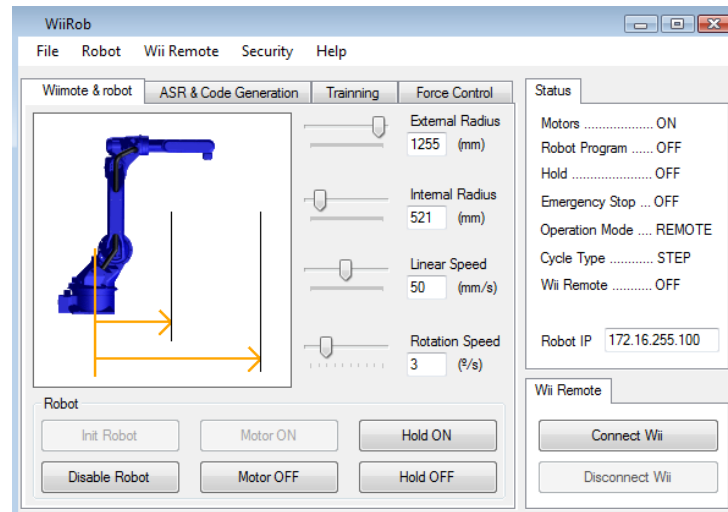 WiiRob
File Robot Wii Remote Security Help
Wiimote & robot ASR & Code Generation Trainning Force Control
External Radius
1255 (mm)
Internal Radius
521 (mm)
Linear Speed
50 (mm/s)
Rotation Speed
3 (º/s)
Robot
Init Robot Motor ON Hold ON
Disable Robot Motor OFF Hold OFF
Status
Motors ................... ON
Robot Program ...... OFF
Hold ...................... OFF
Emergency Stop ... OFF
Operation Mode .... REMOTE
Cycle Type ............ STEP
Wii Remote .......... OFF
Robot IP 172.16.255.100
Wii Remote
Connect Wii
Disconnect Wii